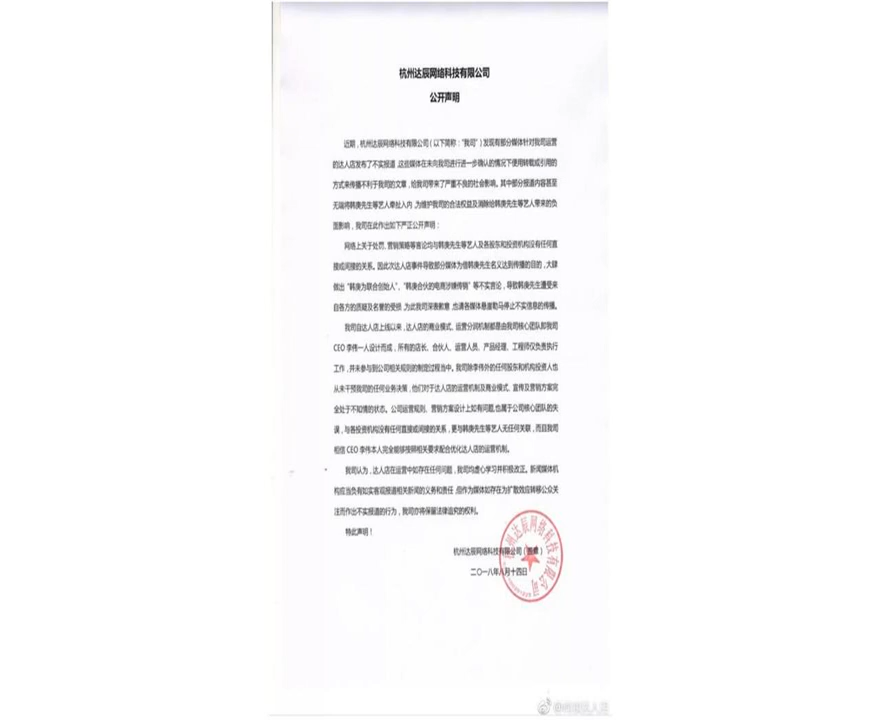 杭州达辰网络科技有限公司
公开声明
近期，杭州达辰网络科技有限公司（以下简称："我司"）发现有部分媒体针对我司运营
的达人店发布了不实报道，这些媒体在未向我司进行进一步确认的情况下使用转载或引用的
方式来传播不利于我司的文章，给我司带来了严重不良的社会影响。其中部分报道内容甚至
无端将韩庚先生等艺人牵扯入内，为维护我司的合法权益及消除给韩庚先生等艺人带来的负
面影响，我司在此作出如下严正公开声明：
网络上关于处罚、营销策略等言论均与韩庚先生等艺人及各股东和投资机构没有任何直
接或间接的关系。因此次达人店事件导致部分媒体为借韩庚先生名义达到传播的目的，大肆
做出"韩庚为联合创始人"、"韩庚合伙的电商涉嫌传销"等不实言论，导致韩庚先生遭受来
自各方的质疑及名誉的受损，为此我司深表歉意，也请各媒体悬崖勒马停止不实信息的传播。
我司自达人店上线以来，达人店的商业模式、运营分润机制都是由我司核心团队即我司
CEO 李伟一人设计而成，所有的店长、合伙人、运营人员、产品经理、工程师仅负责执行
工作，并未参与到公司相关规则的制定过程当中。我司除李伟外的任何股东和机构投资人也
从未干预我司的任何业务决策，他们对于达人店的运营机制及商业模式、宣传及营销方案完
全处于不知情的状态。公司运营规则、营销方案设计上如有问题,也属于公司核心团队的失
误，与各投资机构没有任何直接或间接的关系，更与韩庚先生等艺人无任何关联，而且我司
相信 CEO 李伟本人完全能够按照相关要求配合优化达人店的运营机制。
我司认为，达人店在运营中如存在任何问题，我司均虚心学习并积极改正。新闻媒体机
构应当负有如实客观报道相关新闻的义务和责任，但作为媒体如存在为扩散效应转移公众关
注而作出不实报道的行为，我司亦将保留法律追究的权利。
特此声明！
杭州达辰网络科技有限公司（盖章）
二〇一八年八月十四日
杭州达辰网络科技有限公司